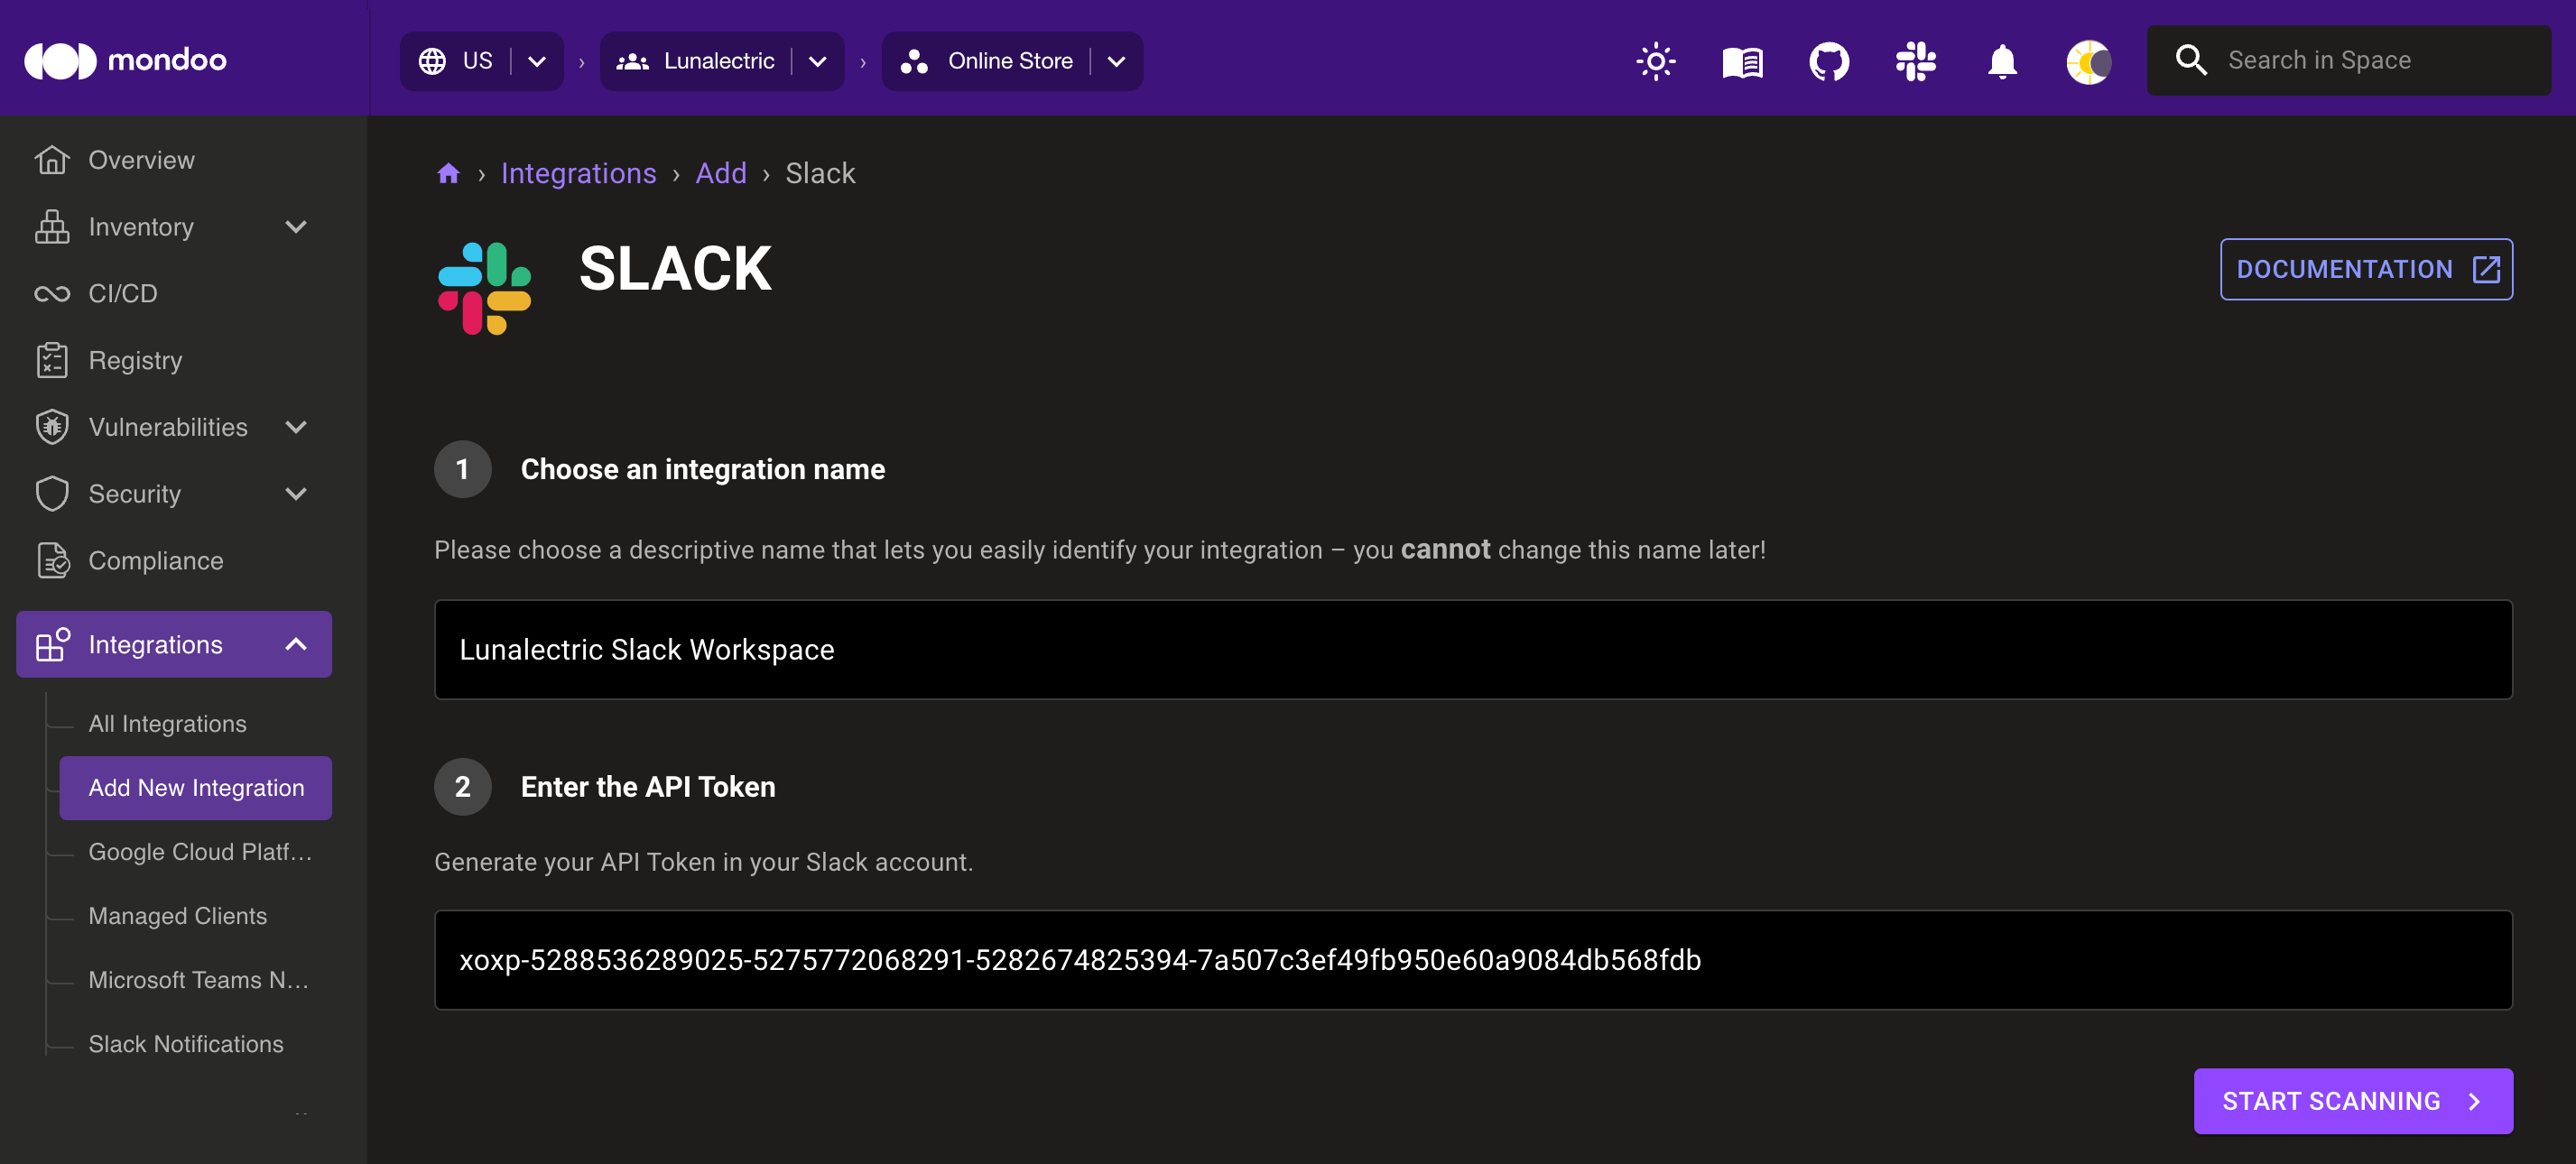 mondoo
US
Lunalectric
Online Store
Search in Space
Overview
Inventory
CI/CD
Registry
Vulnerabilities
Security
Compliance
Integrations
All Integrations
Add New Integration
Google Cloud Platf...
Managed Clients
Microsoft Teams N...
Slack Notifications
› Integrations › Add › Slack
SLACK
DOCUMENTATION
1 Choose an integration name
Please choose a descriptive name that lets you easily identify your integration – you cannot change this name later!
Lunalectric Slack Workspace
2 Enter the API Token
Generate your API Token in your Slack account.
xoxp-5288536289025-5275772068291-5282674825394-7a507c3ef49fb950e60a9084db568fdb
START SCANNING